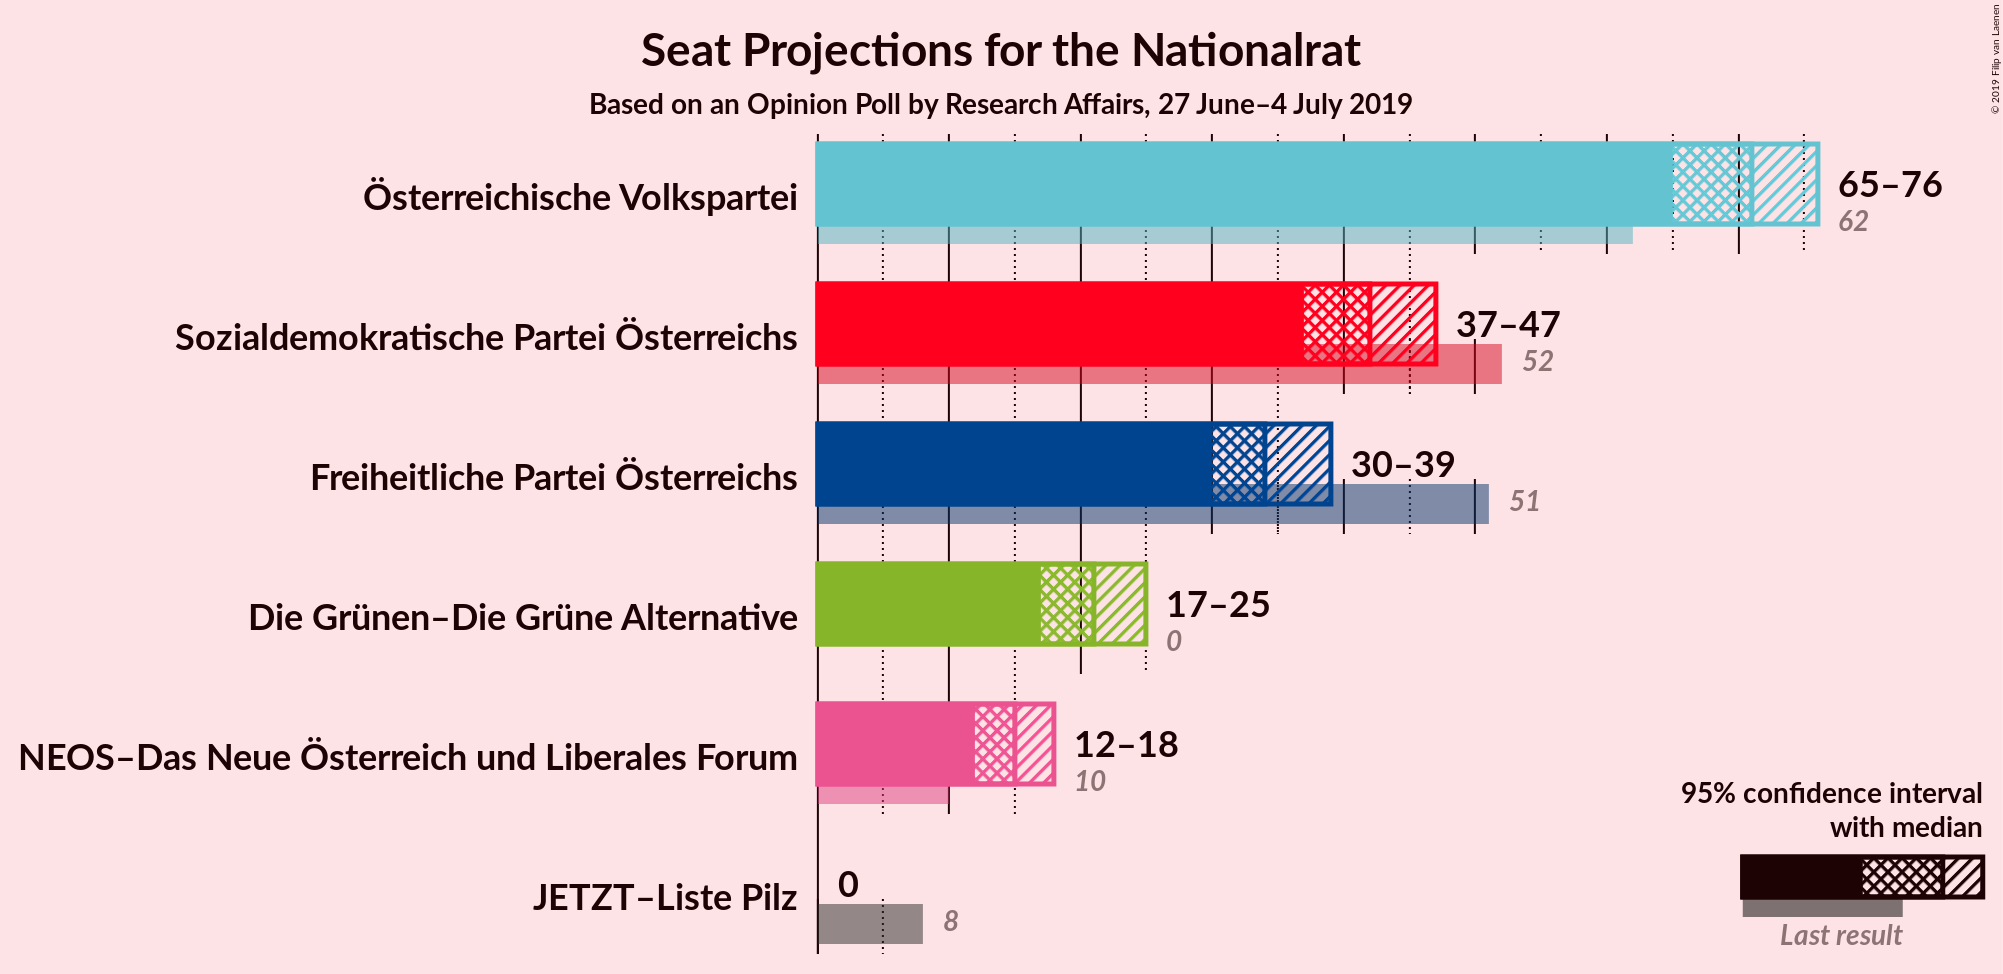 Seat Projections for the Nationalrat
Based on an Opinion Poll by Research Affairs, 27 June–4 July 2019
© 2019 Filip van Laenen
Österreichische Volkspartei
65–76
62
Sozialdemokratische Partei Österreichs
37–47
52
Freiheitliche Partei Österreichs
30–39
51
Die Grünen–Die Grüne Alternative
17–25
0
NEOS–Das Neue Österreich und Liberales Forum
12–18
10
JETZT–Liste Pilz
0
8
95% confidence interval
with median
Last result